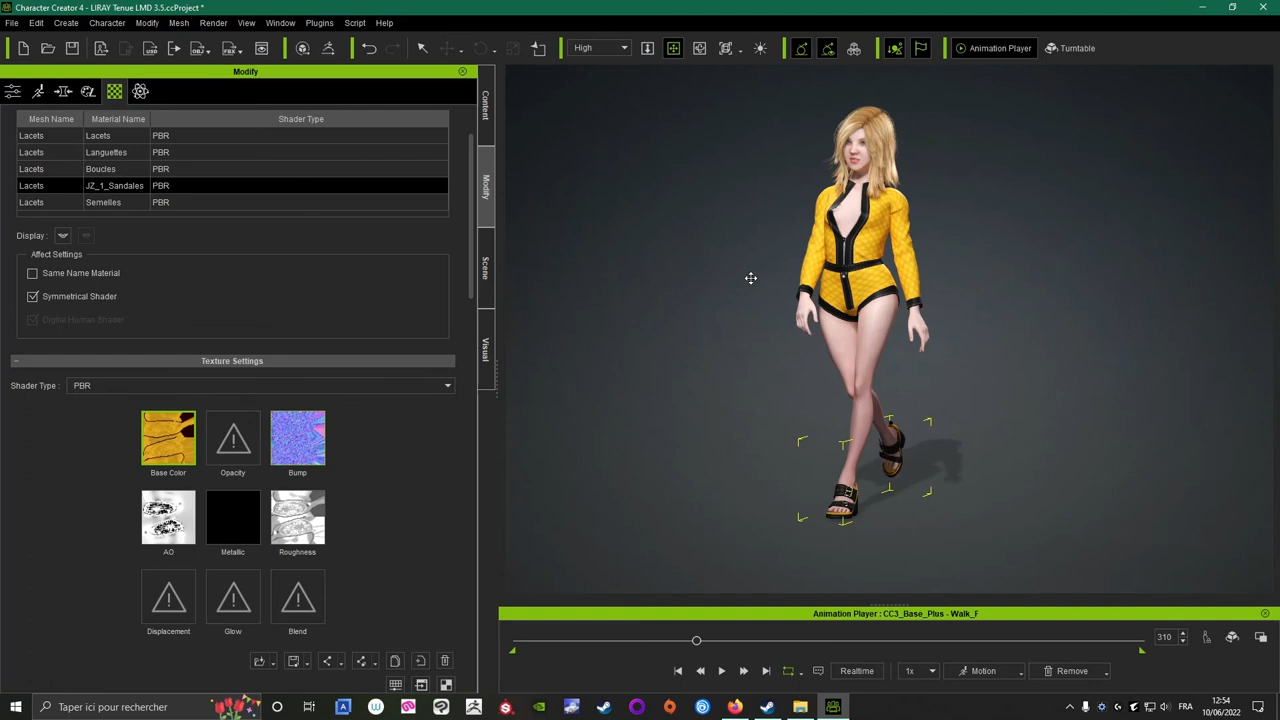 Character Creator 4 - LIRAY Tenue LMD 3.5.ccProject *
File Edit Create Modify Mesh Render View Window Plugins Script Help
High Animation Player Turntable
Modify
Content
Modify
Scene
Visual
Mesh Name Material Name Shader Type
Lacets Lacets PBR
Lacets Languettes PBR
Lacets Boucles PBR
Lacets JZ_1_Sandales PBR
Lacets Semelles PBR
Display :
Affect Settings
Same Name Material
Symmetrical Shader
Digital Human Shader
Texture Settings
Shader Type : PBR
Base Color Opacity Bump
AO Metallic Roughness
Displacement Glow Blend
Animation Player : CC3_Base_Plus - Walk_F
310
Realtime 1x Motion Remove
Taper ici pour rechercher
FRA
12:54
10/06/2022